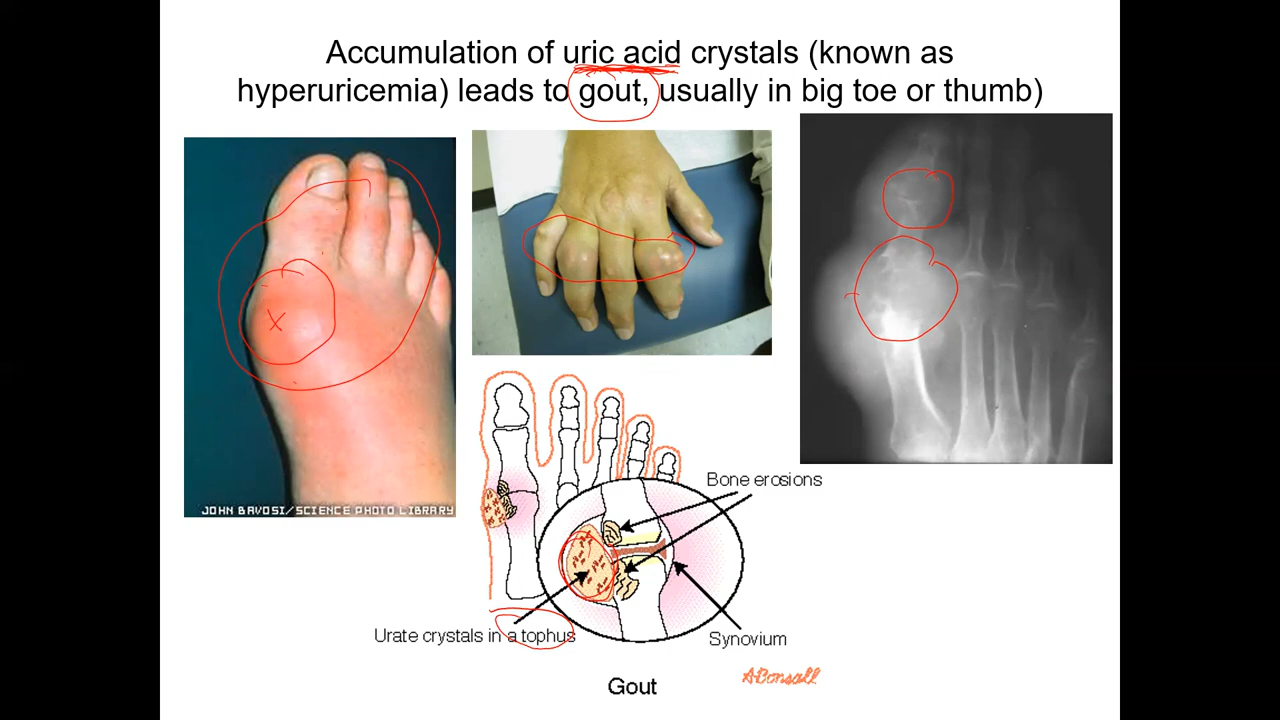 Accumulation of uric acid crystals (known as
hyperuricemia) leads to gout, usually in big toe or thumb)
JOHN BAVOSI/SCIENCE PHOTO LIBRARY
Bone erosions
Urate crystals in a tophus
Synovium
ABonsall
Gout